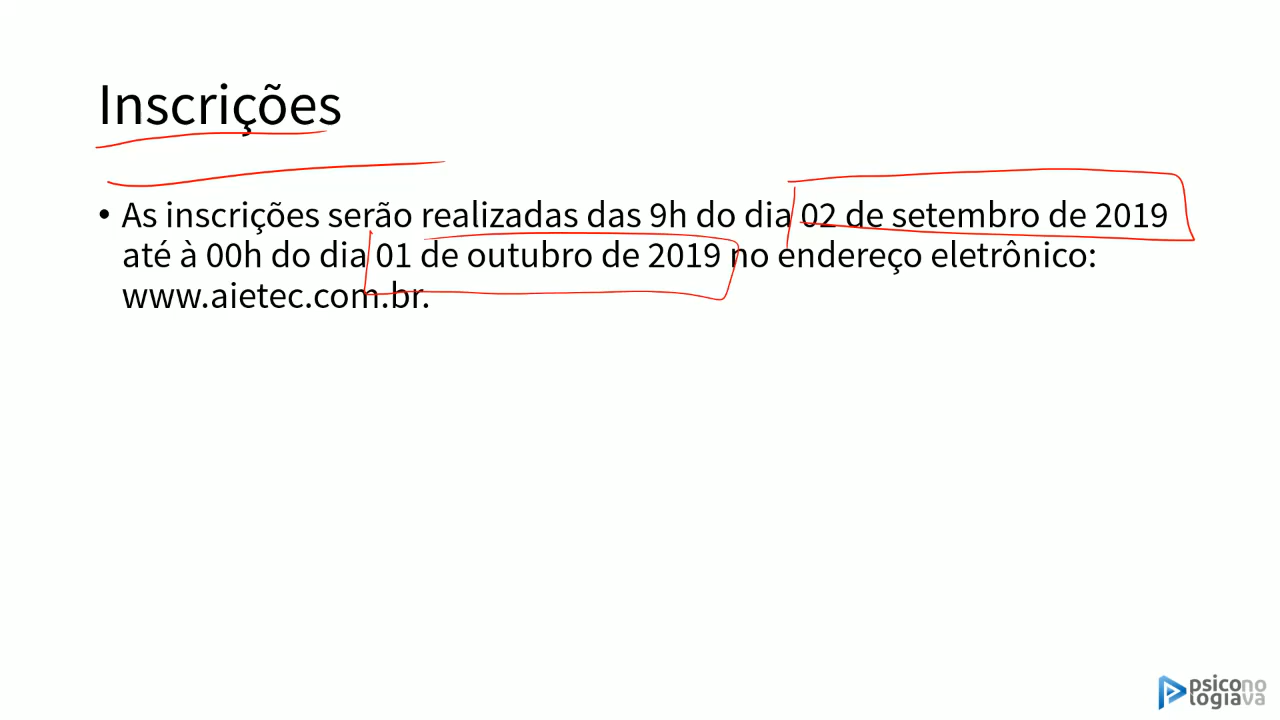 Inscrições
• As inscrições serão realizadas das 9h do dia 02 de setembro de 2019
até à 00h do dia 01 de outubro de 2019 no endereço eletrônico:
www.aietec.com.br.
psicono
logiava